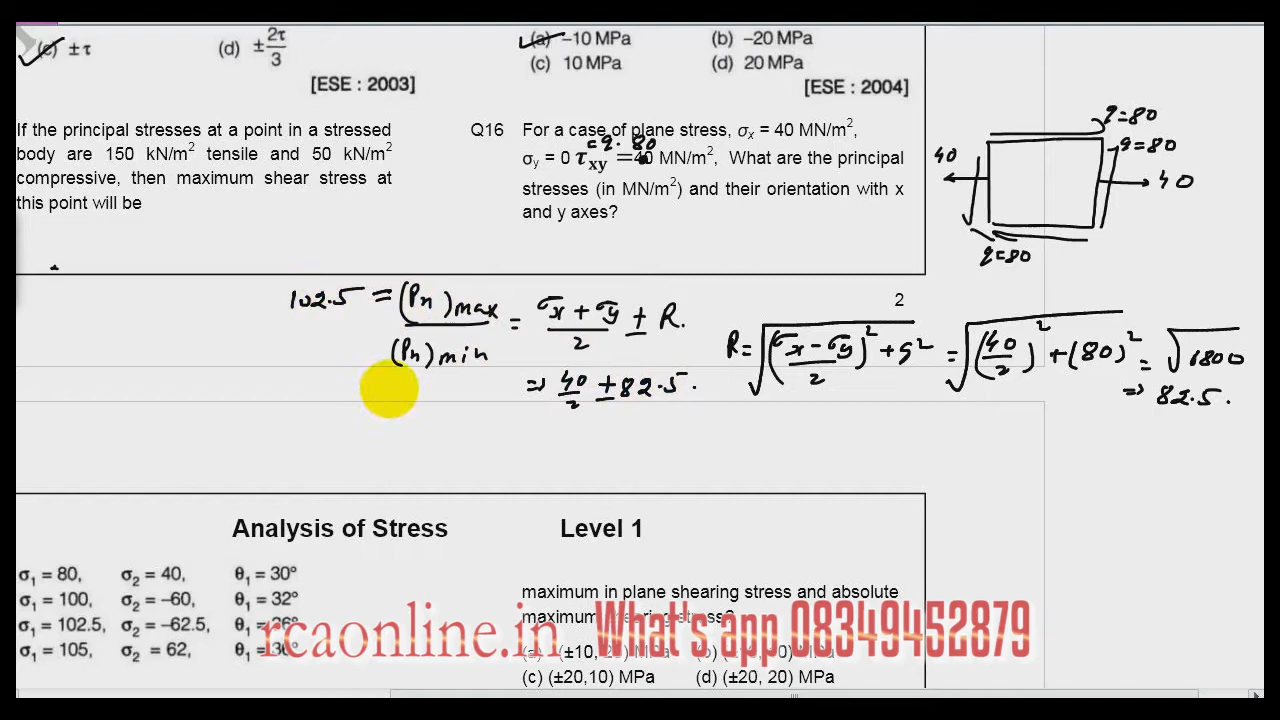 (c) ± τ
(d) ± 2τ/3
[ESE : 2003]
(a) –10 MPa
(b) –20 MPa
(c) 10 MPa
(d) 20 MPa
[ESE : 2004]
If the principal stresses at a point in a stressed
body are 150 kN/m² tensile and 50 kN/m²
compressive, then maximum shear stress at
this point will be
Q16 For a case of plane stress, σx = 40 MN/m²,
= q · 80
σy = 0 τxy = 40 MN/m², What are the principal
stresses (in MN/m²) and their orientation with x
and y axes?
q=80
q=80
40
40
q=80
2
102.5 = (Pn)max / (Pn)min = (σx + σy)/2 ± R.
⇒ 40/2 ± 82.5.
R = √((σx – σy)/2)² + q² = √(40/2)² + (80)² = √6800
⇒ 82.5.
Analysis of Stress
Level 1
σ1 = 80, σ2 = 40, θ1 = 30°
σ1 = 100, σ2 = –60, θ1 = 32°
σ1 = 102.5, σ2 = –62.5,
σ1 = 105, σ2 = 62,
maximum in plane shearing stress and absolute
maximum stress?
(c) (±20,10) MPa
(d) (±20, 20) MPa
rcaonline.in What's app 08349452879